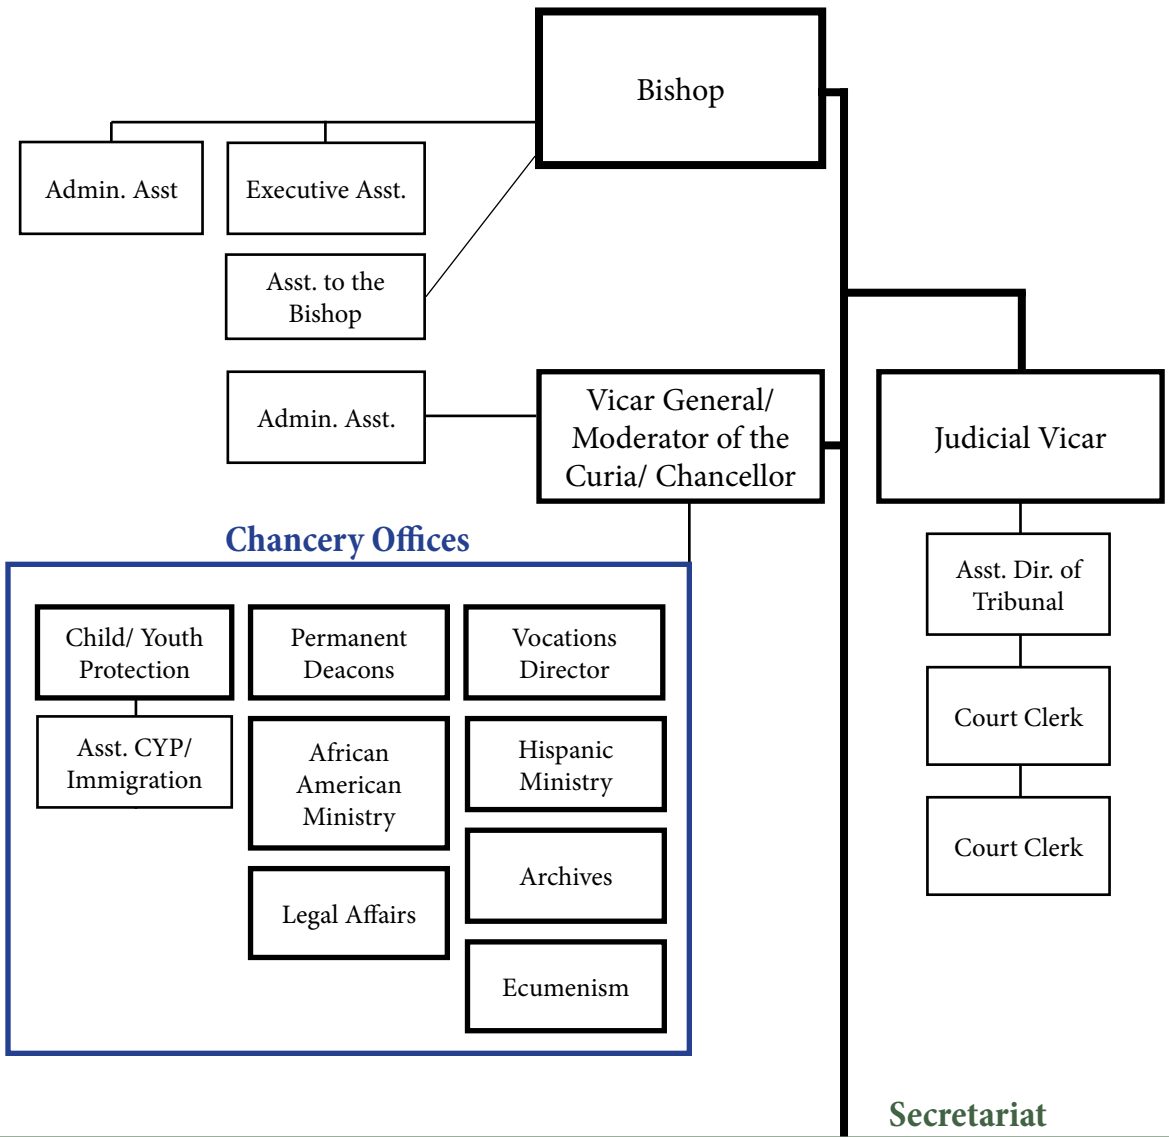 Bishop
Admin. Asst
Executive Asst.
Asst. to the
Bishop
Admin. Asst.
Vicar General/
Moderator of the
Curia/ Chancellor
Judicial Vicar
Chancery Offices
Child/ Youth
Protection
Permanent
Deacons
Vocations
Director
Asst. CYP/
Immigration
African
American
Ministry
Hispanic
Ministry
Legal Affairs
Archives
Ecumenism
Asst. Dir. of
Tribunal
Court Clerk
Court Clerk
Secretariat